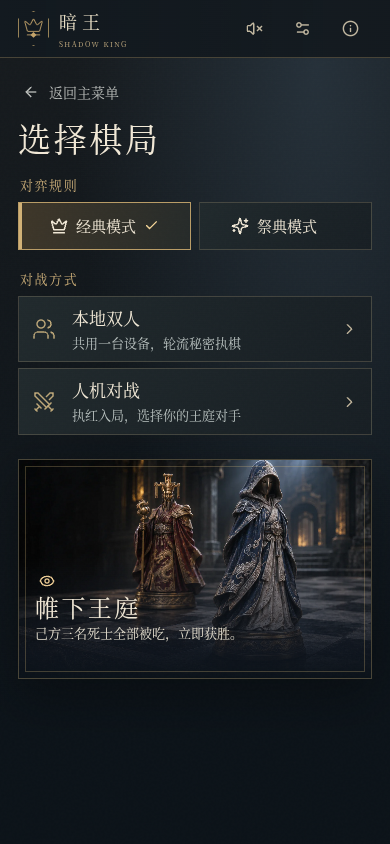 暗王
SHADOW KING
返回主菜单
选择棋局
对弈规则
经典模式
祭典模式
对战方式
本地双人
共用一台设备，轮流秘密执棋
人机对战
执红入局，选择你的王庭对手
帷下王庭
己方三名死士全部被吃，立即获胜。